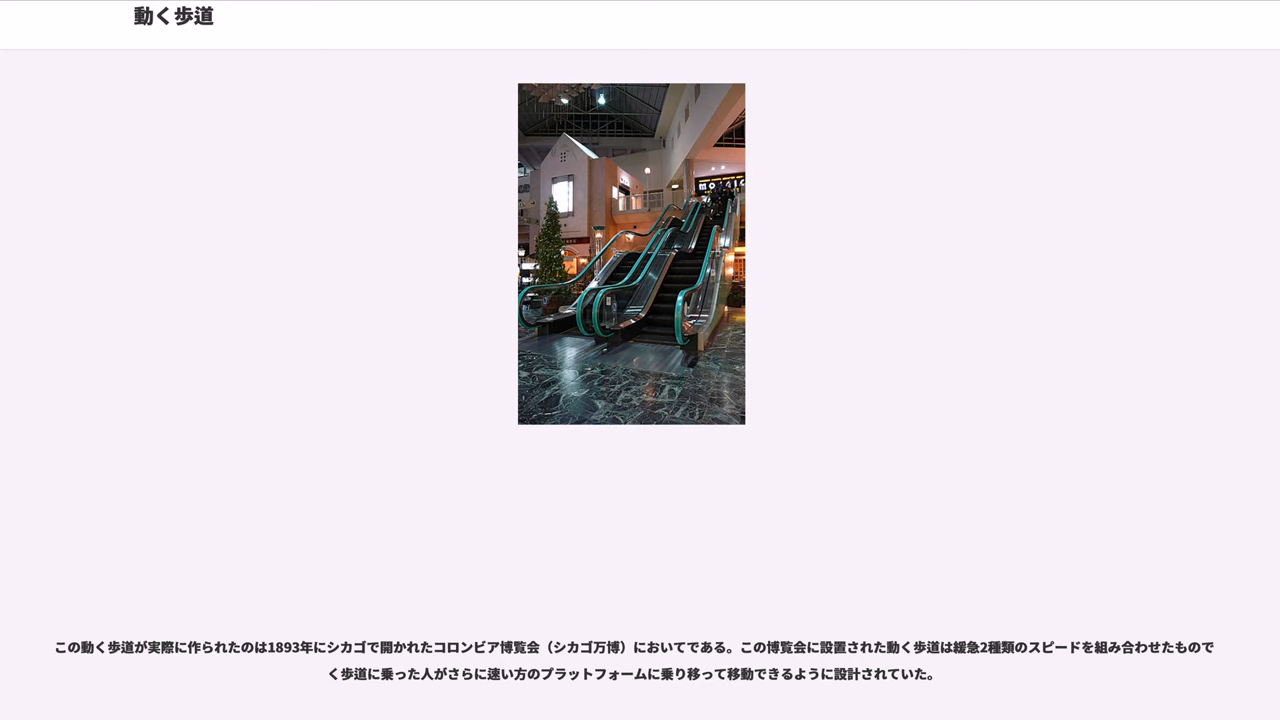 動く歩道
mosaic
この動く歩道が実際に作られたのは1893年にシカゴで開かれたコロンビア博覧会（シカゴ万博）においてである。この博覧会に設置された動く歩道は緩急2種類のスピードを組み合わせたもので
く歩道に乗った人がさらに速い方のプラットフォームに乗り移って移動できるように設計されていた。